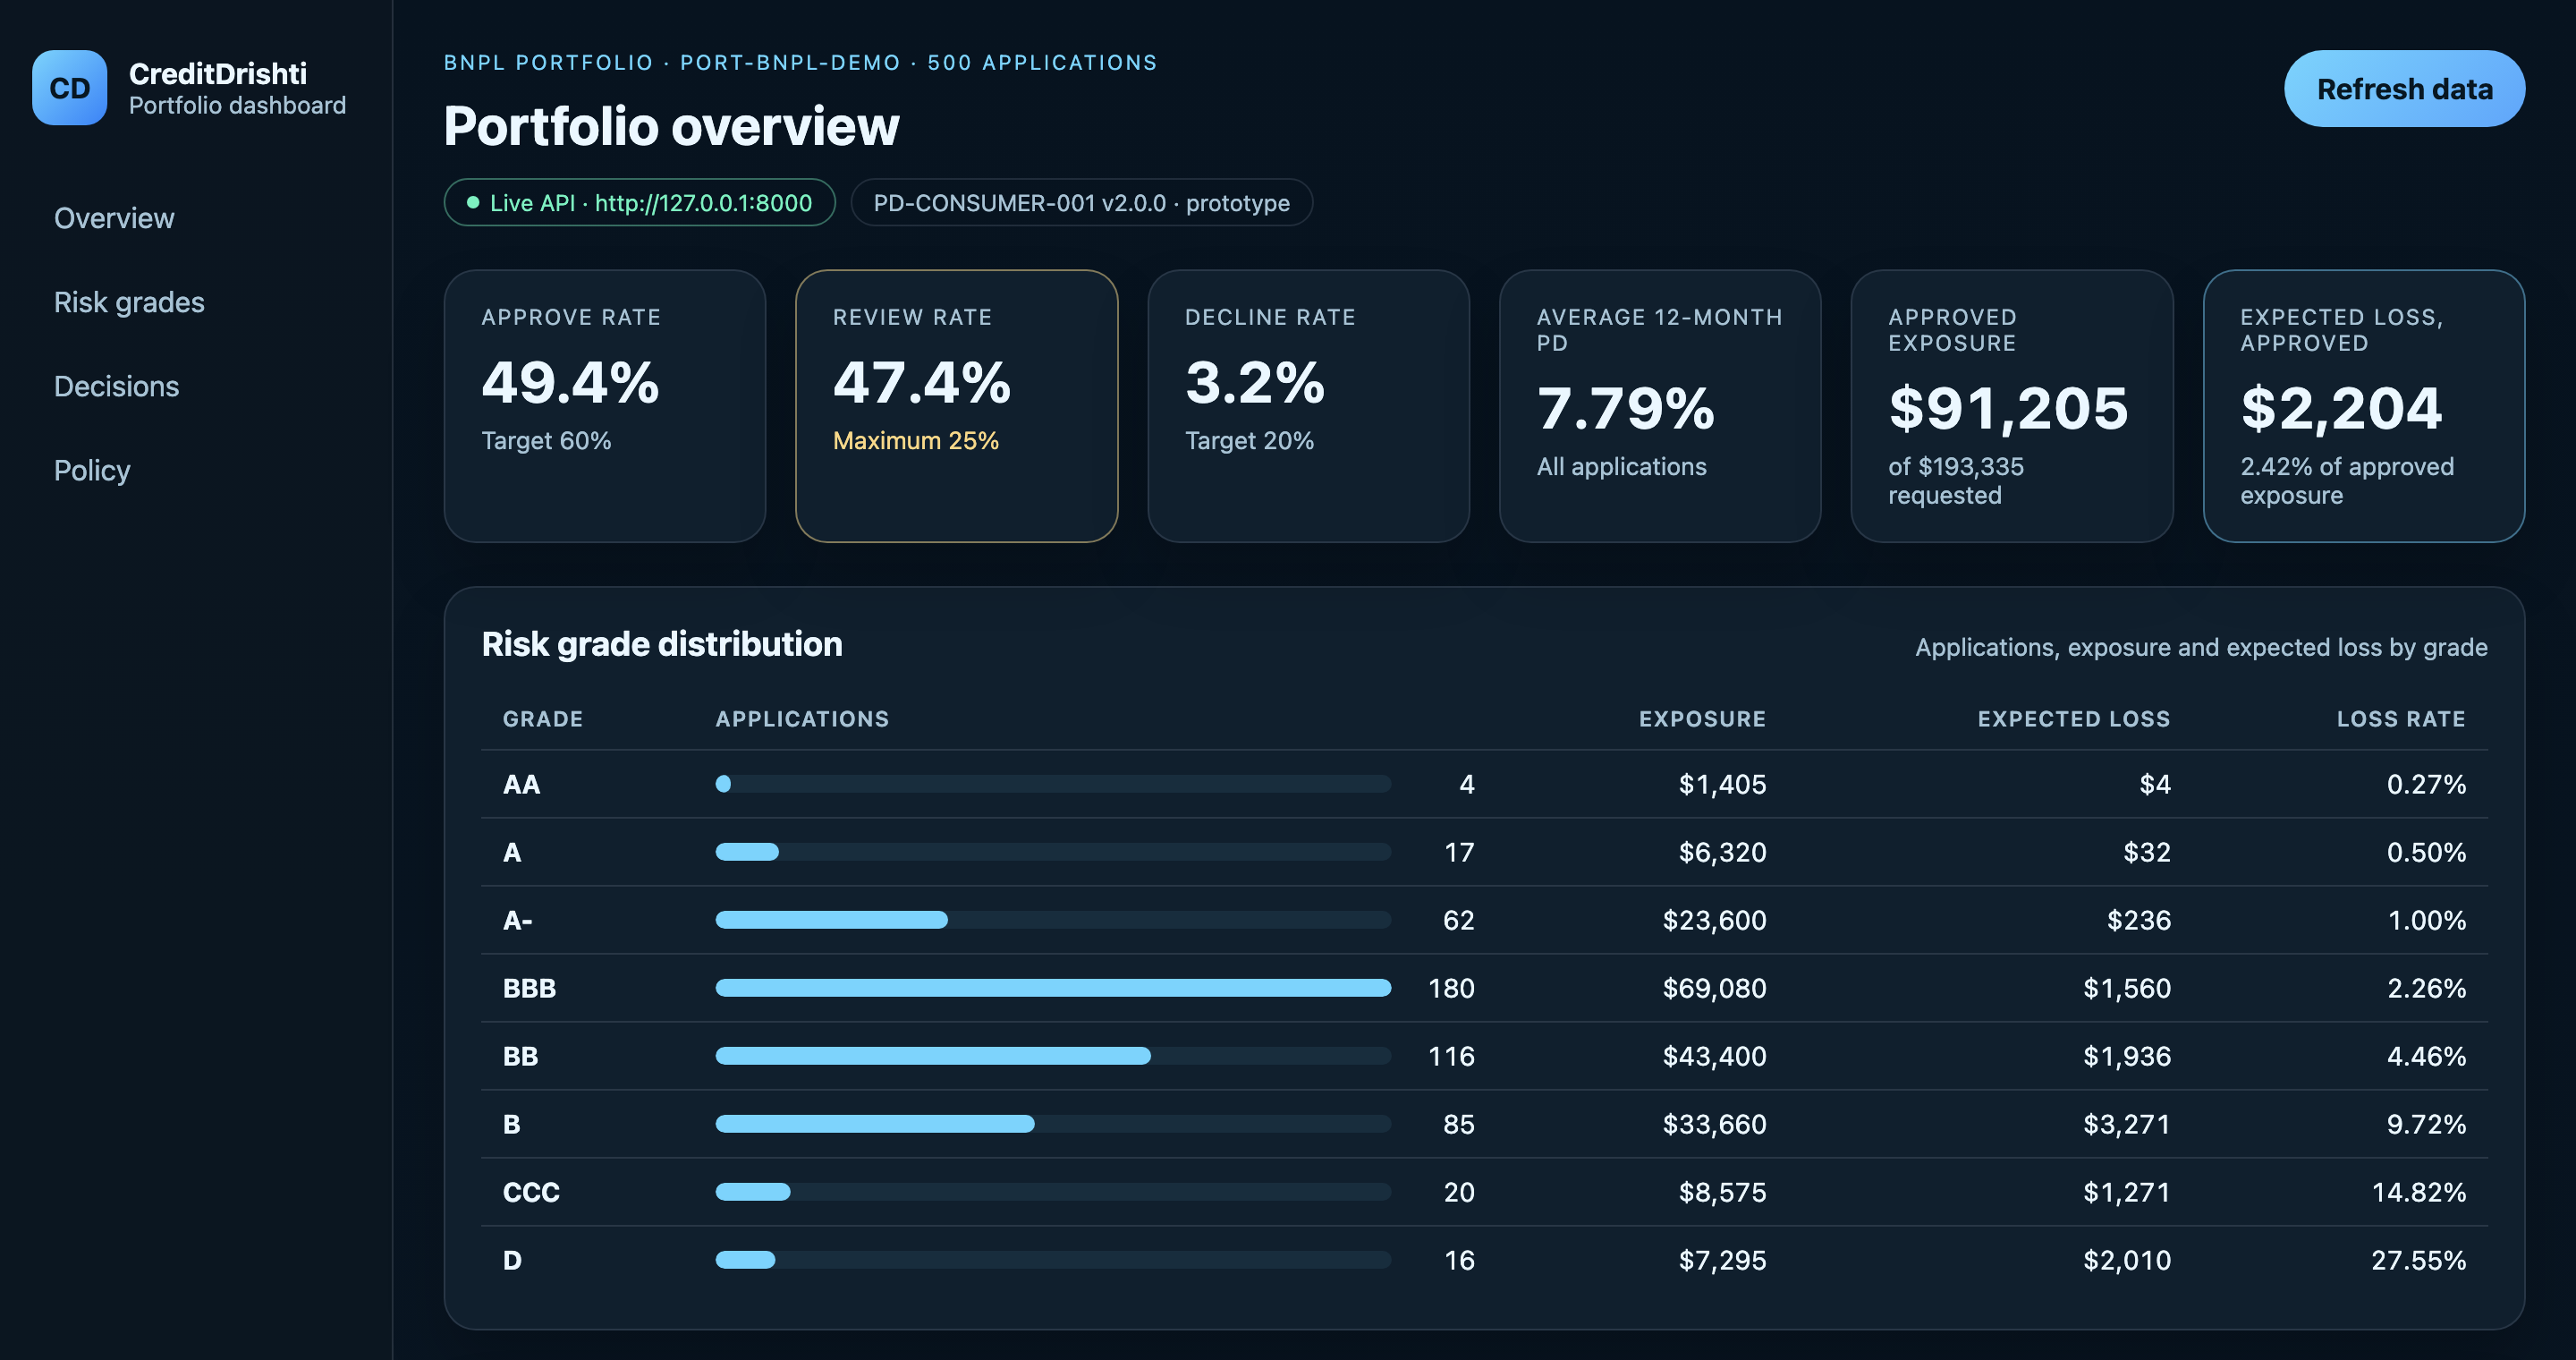 CD
CreditDrishti
Portfolio dashboard
Overview
Risk grades
Decisions
Policy
BNPL PORTFOLIO · PORT-BNPL-DEMO · 500 APPLICATIONS
Portfolio overview
Refresh data
Live API · http://127.0.0.1:8000
PD-CONSUMER-001 v2.0.0 · prototype
APPROVE RATE
49.4%
Target 60%
REVIEW RATE
47.4%
Maximum 25%
DECLINE RATE
3.2%
Target 20%
AVERAGE 12-MONTH
PD
7.79%
All applications
APPROVED
EXPOSURE
$91,205
of $193,335
requested
EXPECTED LOSS,
APPROVED
$2,204
2.42% of approved
exposure
Risk grade distribution
Applications, exposure and expected loss by grade
GRADE APPLICATIONS EXPOSURE EXPECTED LOSS LOSS RATE
AA 4 $1,405 $4 0.27%
A 17 $6,320 $32 0.50%
A- 62 $23,600 $236 1.00%
BBB 180 $69,080 $1,560 2.26%
BB 116 $43,400 $1,936 4.46%
B 85 $33,660 $3,271 9.72%
CCC 20 $8,575 $1,271 14.82%
D 16 $7,295 $2,010 27.55%